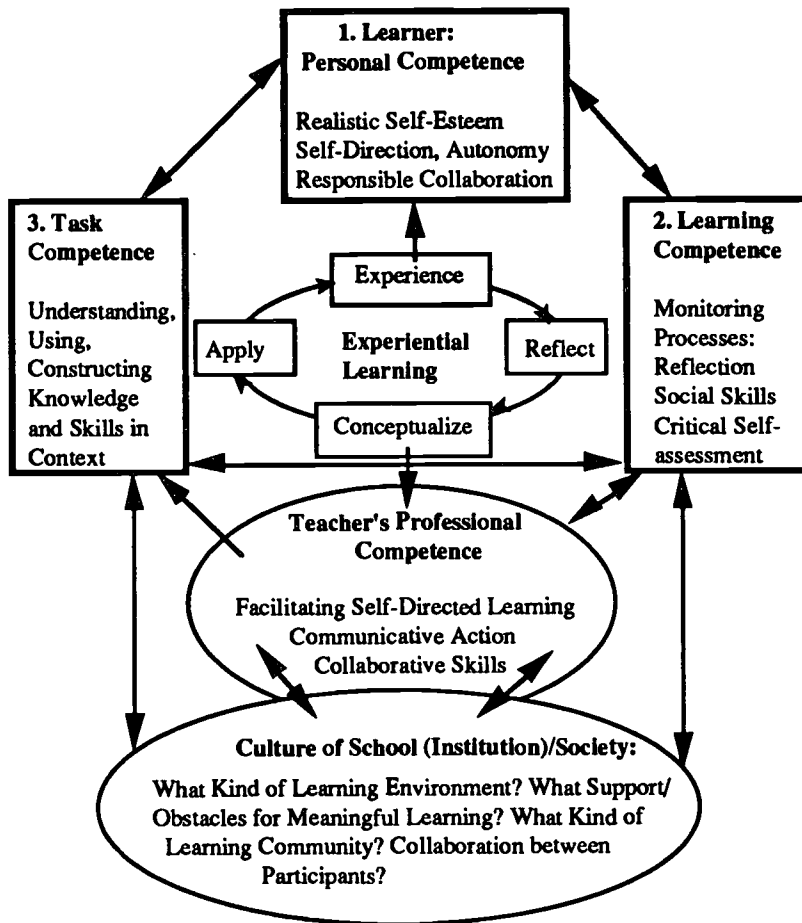 1. Learner:
Personal Competence
Realistic Self-Esteem
Self-Direction, Autonomy
Responsible Collaboration
3. Task
Competence
Understanding,
Using,
Constructing
Knowledge
and Skills in
Context
2. Learning
Competence
Monitoring
Processes:
Reflection
Social Skills
Critical Self-
assessment
Experience
Apply
Experiential
Learning
Reflect
Conceptualize
Teacher's Professional
Competence
Facilitating Self-Directed Learning
Communicative Action
Collaborative Skills
Culture of School (Institution)/Society:
What Kind of Learning Environment? What Support/
Obstacles for Meaningful Learning? What Kind of
Learning Community? Collaboration between
Participants?